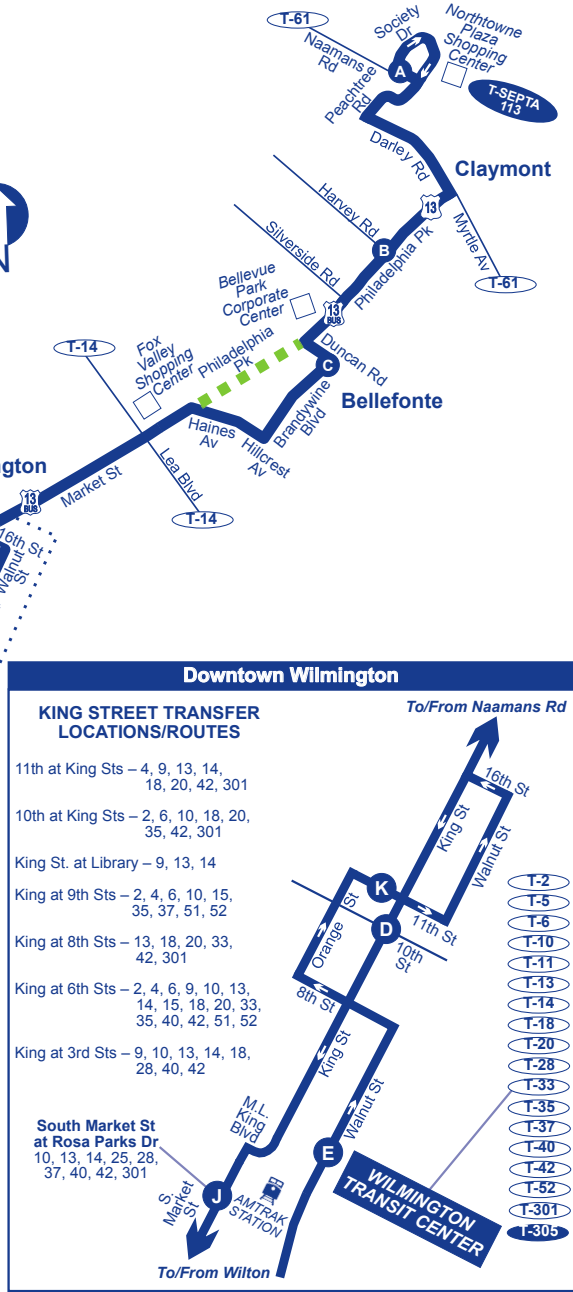 T-61
Naamans
Rd
Society
Dr
Northtowne
Plaza
Shopping
Center
A
Peachtree
Rd
T-SEPTA
113
Darley Rd
Claymont
13
Harvey Rd
Myrtle Av
N
B
Silverside Rd
Philadelphia Pk
T-61
Bellevue
Park
Corporate
Center
13
BUS
T-14
Fox
Valley
Shopping
Center
Philadelphia
Pk
Duncan Rd
C
Bellefonte
Brandywine
Blvd
Haines
Av
Hillcrest
Av
ngton
Market St
Lea Blvd
13
BUS
T-14
16th St
Walnut
St
Downtown Wilmington
KING STREET TRANSFER
LOCATIONS/ROUTES
11th at King Sts – 4, 9, 13, 14,
18, 20, 42, 301
10th at King Sts – 2, 6, 10, 18, 20,
35, 42, 301
King St. at Library – 9, 13, 14
King at 9th Sts – 2, 4, 6, 10, 15,
35, 37, 51, 52
King at 8th Sts – 13, 18, 20, 33,
42, 301
King at 6th Sts – 2, 4, 6, 9, 10, 13,
14, 15, 18, 20, 33,
35, 40, 42, 51, 52
King at 3rd Sts – 9, 10, 13, 14, 18,
28, 40, 42
South Market St
at Rosa Parks Dr
10, 13, 14, 25, 28,
37, 40, 42, 301
To/From Naamans Rd
16th St
King St
Walnut St
K
11th St
Orange St
D
10th
St
8th St
King St
Walnut St
M.L.
King
Blvd
E
J
S.
Market
St
AMTRAK
STATION
WILMINGTON
TRANSIT CENTER
To/From Wilton
T-2
T-5
T-6
T-10
T-11
T-13
T-14
T-18
T-20
T-28
T-33
T-35
T-37
T-40
T-42
T-52
T-301
T-305